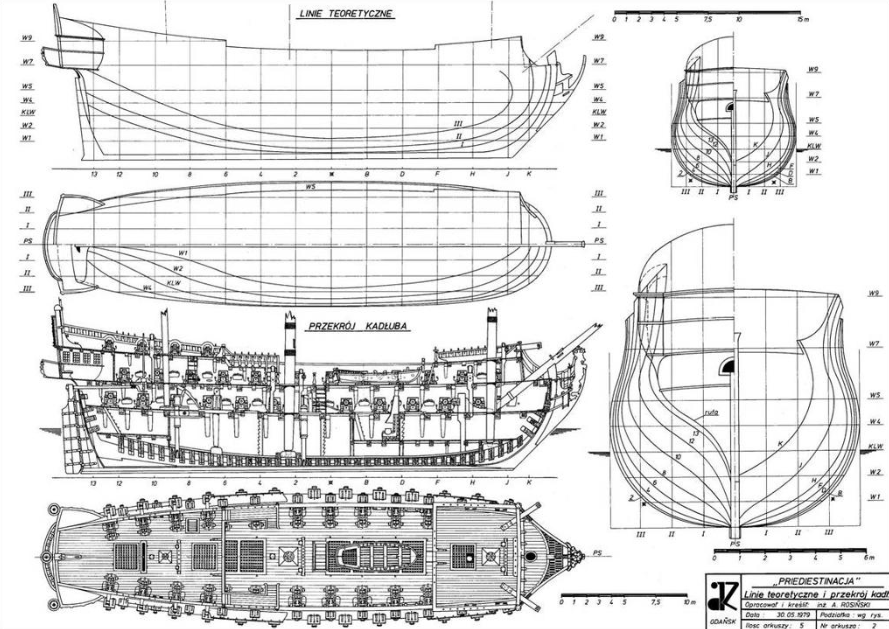 LINIE TEORETYCZNE
0 1 2 3 4 5 7,5 10 15 m
W9 W9
W7 W7
W5 W5
W4 W4
KLW KLW
W2 W2
W1 W1
III
II
I
13 12 10 8 6 4 2 B D F H J K
W9
W7
W5
W4
KLW
W2
W1
13
10
8
6
4
2
K
J
H
F
D
B
III II I I II III
PS
III III
II II
I I
PS PS
I I
II II
III III
W5
W1
W2
KLW
W4
PRZEKRÓJ KADŁUBA
13 12 10 8 6 4 2 B D F H J K
W9
W7
W5
W4
KLW
W2
W1
rufa
13
12
10
8
6
4
2
K
J
H
F
D
B
III II I I II III
PS
0 1 2 3 4 5 6 m
PS
0 1 2 3 4 5 7,5 10 m
GDAŃSK
„PRIEDIESTINACJA”
Linie teoretyczne i przekrój kadł
Opracował i kreślił: inż. A. ROSIŃSKI
Data: 30.05.1979 Podziałka: wg rys.
Ilość arkuszy: 5 Nr arkusza: 2